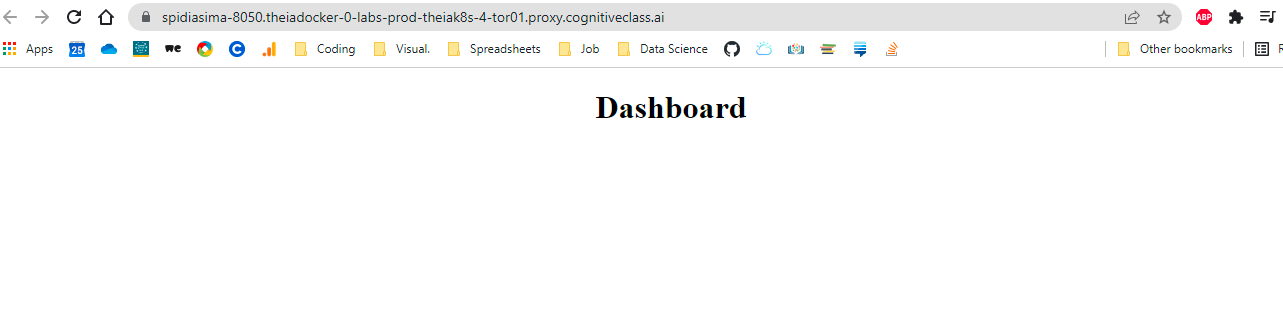 spidiasima-8050.theiadocker-0-labs-prod-theiak8s-4-tor01.proxy.cognitiveclass.ai
ABP
Apps 25 we C Coding Visual. Spreadsheets Job Data Science Other bookmarks R
Dashboard